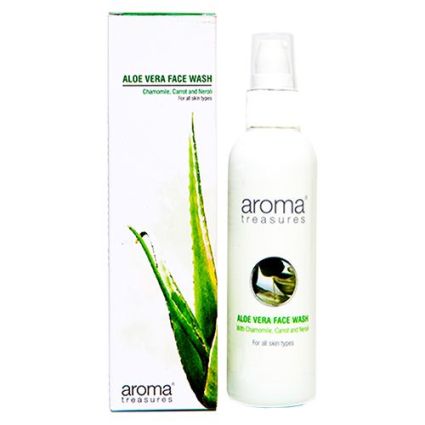 ALOE VERA FACE WASH
Chamomile, Carrot and Neroli
For all skin types
aroma®
treasures
aroma®
treasures
ALOE VERA FACE WASH
With Chamomile, Carrot and Neroli
For all skin types